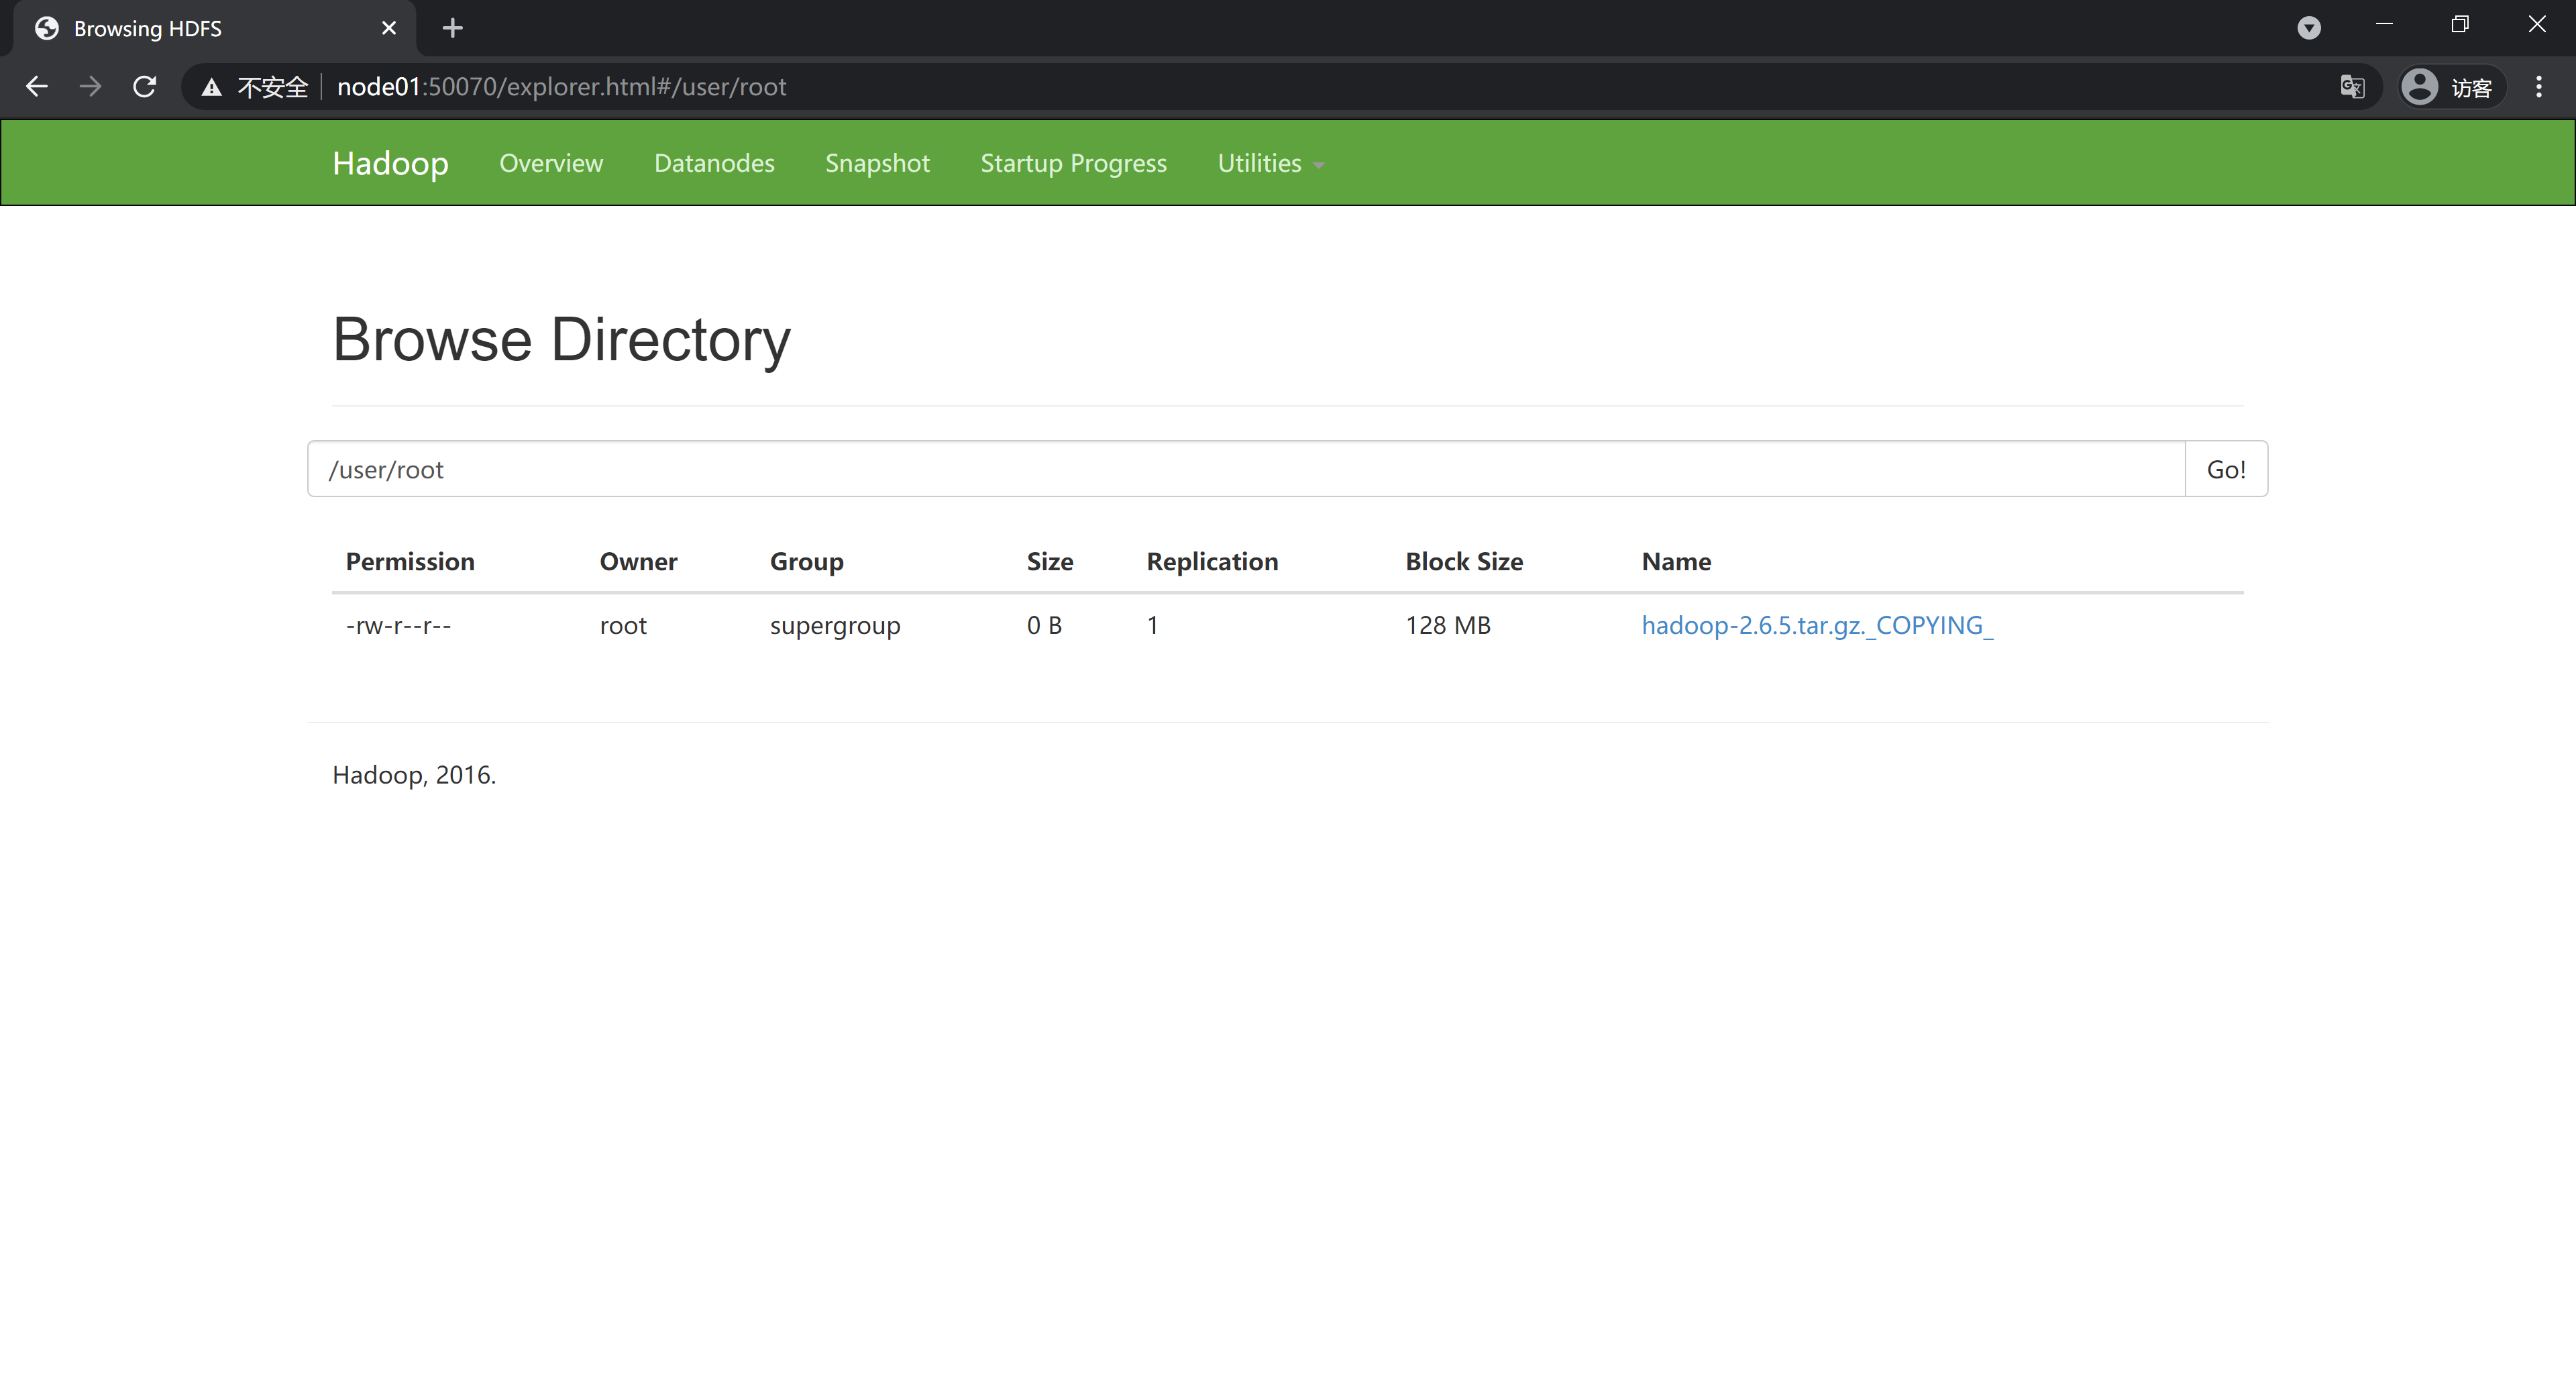 Browsing HDFS
不安全 node01:50070/explorer.html#/user/root 访客
Hadoop Overview Datanodes Snapshot Startup Progress Utilities
Browse Directory
/user/root Go!
Permission Owner Group Size Replication Block Size Name
-rw-r--r-- root supergroup 0 B 1 128 MB hadoop-2.6.5.tar.gz._COPYING_
Hadoop, 2016.